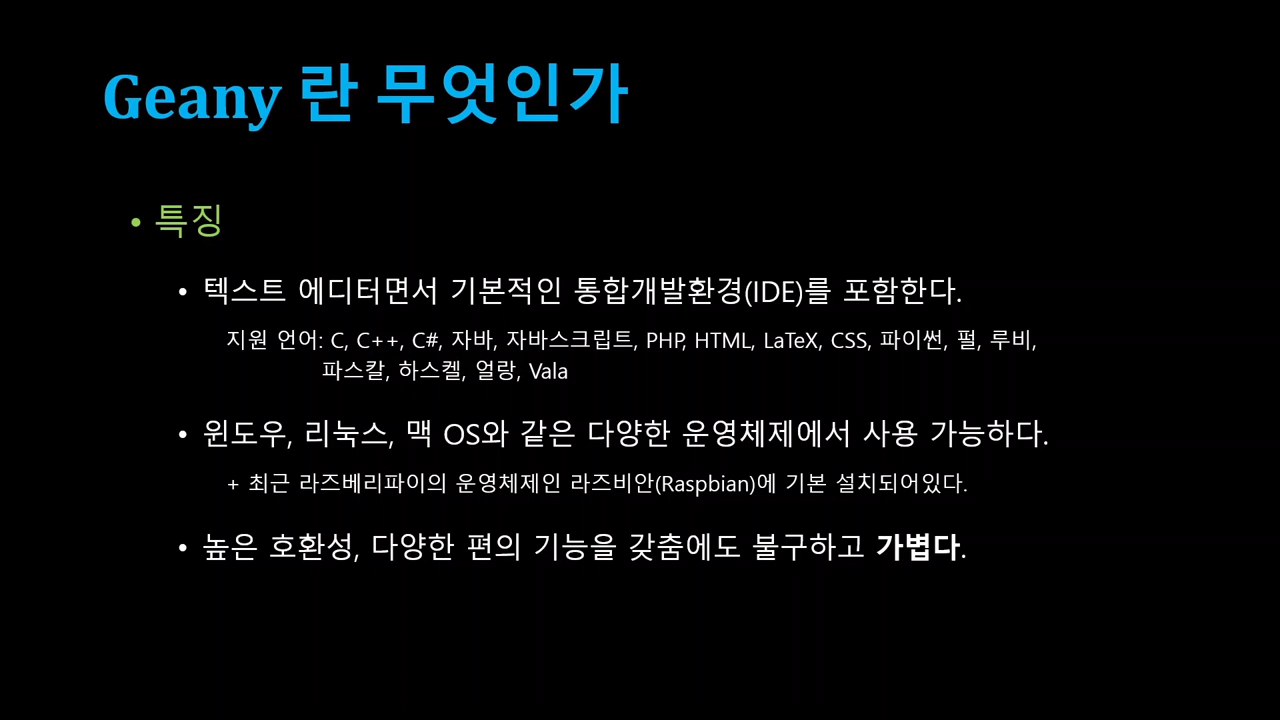 Geany 란 무엇인가
• 특징
• 텍스트 에디터면서 기본적인 통합개발환경(IDE)를 포함한다.
지원 언어: C, C++, C#, 자바, 자바스크립트, PHP, HTML, LaTeX, CSS, 파이썬, 펄, 루비,
파스칼, 하스켈, 얼랑, Vala
• 윈도우, 리눅스, 맥 OS와 같은 다양한 운영체제에서 사용 가능하다.
+ 최근 라즈베리파이의 운영체제인 라즈비안(Raspbian)에 기본 설치되어있다.
• 높은 호환성, 다양한 편의 기능을 갖춤에도 불구하고 가볍다.